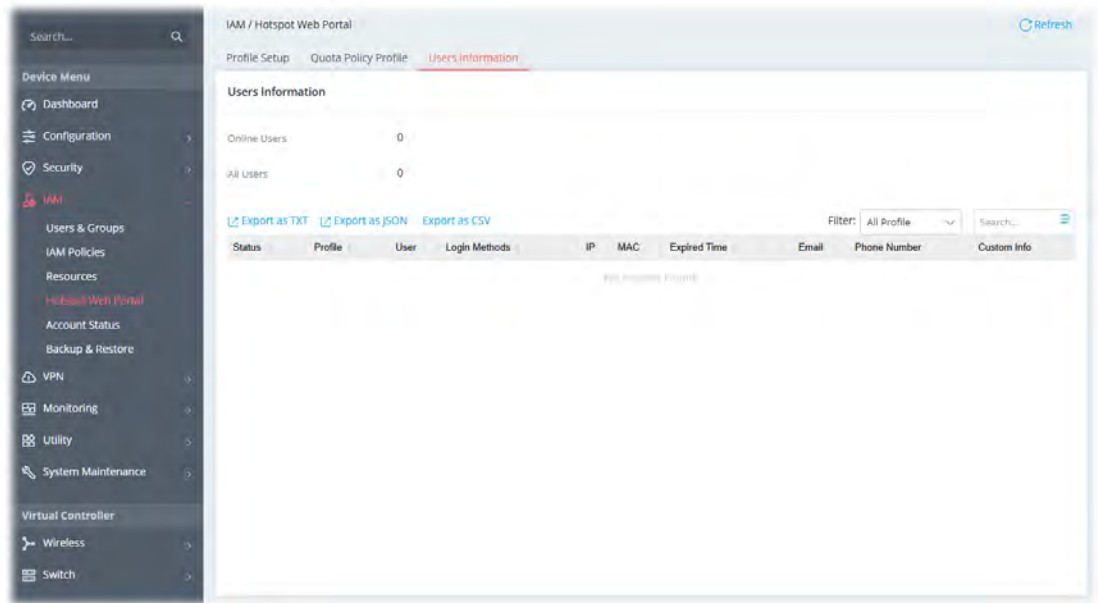 Search...
Device Menu
Dashboard
Configuration
Security
IAM
Users & Groups
IAM Policies
Resources
Hotspot Web Portal
Account Status
Backup & Restore
VPN
Monitoring
Utility
System Maintenance
Virtual Controller
Wireless
Switch
IAM / Hotspot Web Portal
Refresh
Profile Setup Quota Policy Profile Users Information
Users Information
Online Users 0
All Users 0
Export as TXT Export as JSON Export as CSV Filter: All Profile Search...
Status Profile User Login Methods IP MAC Expired Time Email Phone Number Custom Info